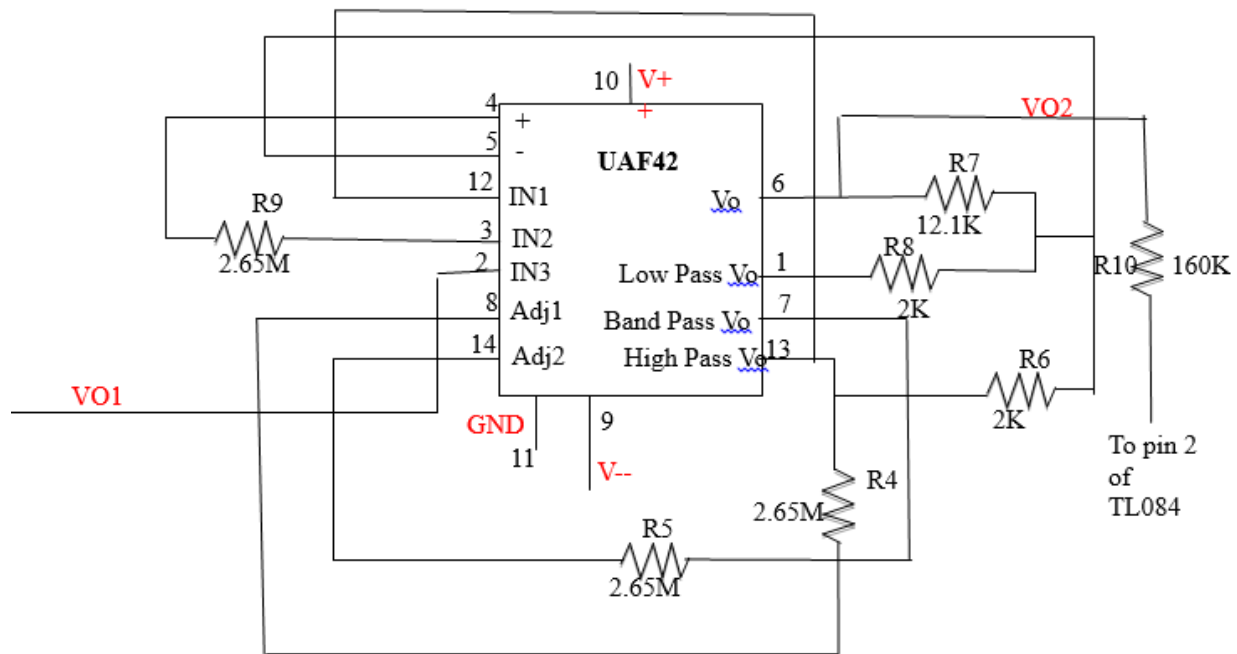 10 V+
+
4
+
5
-
UAF42
VO2
12
IN1
R9
2.65M
3
IN2
2
IN3
8
Adj1
14
Adj2
Vo
6
R7
12.1K
R8
2K
Low Pass Vo
1
Band Pass Vo
7
High Pass Vo
13
R10
160K
R6
2K
VO1
GND
11
9
V--
To pin 2
of
TL084
R4
2.65M
R5
2.65M